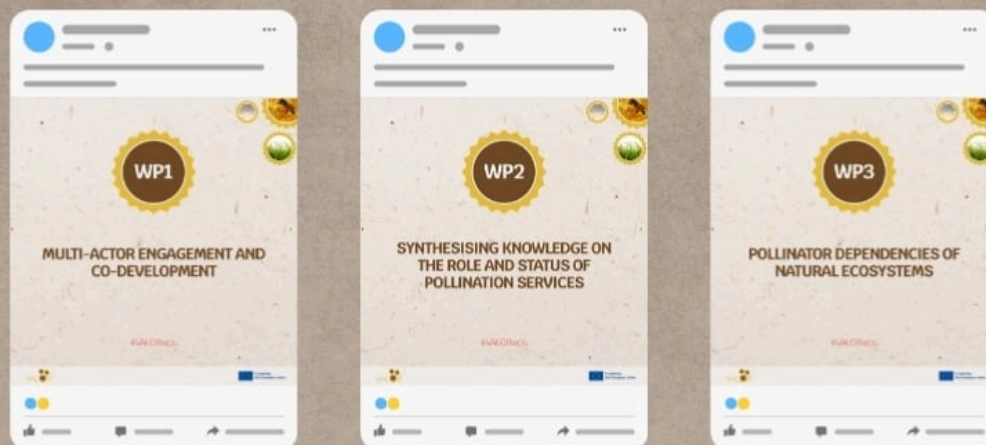 WP1
MULTI-ACTOR ENGAGEMENT AND
CO-DEVELOPMENT
WP2
SYNTHESISING KNOWLEDGE ON
THE ROLE AND STATUS OF
POLLINATION SERVICES
WP3
POLLINATOR DEPENDENCIES OF
NATURAL ECOSYSTEMS